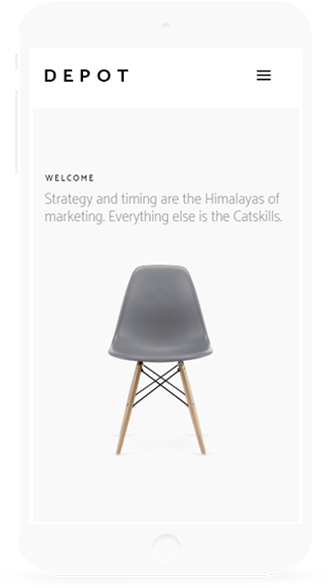 DEPOT
WELCOME
Strategy and timing are the Himalayas of
marketing. Everything else is the Catskills.